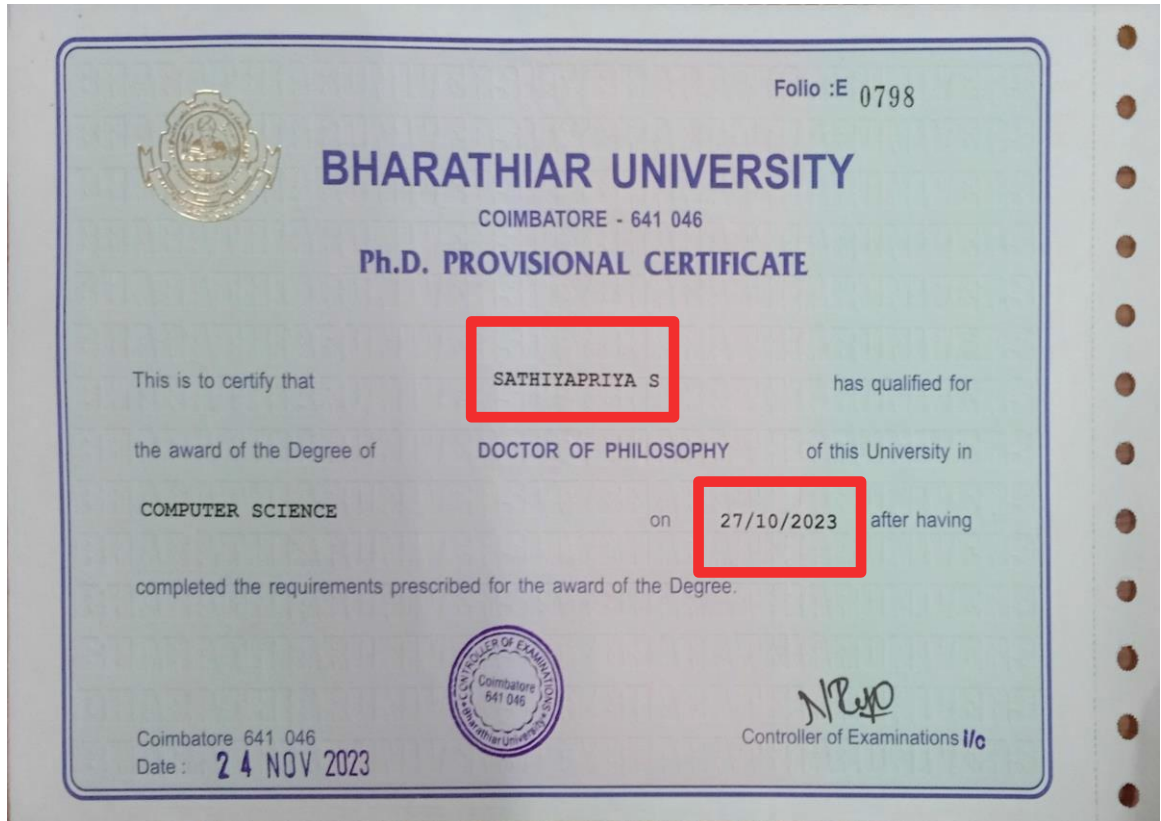 Folio :E 0798
BHARATHIAR UNIVERSITY
COIMBATORE - 641 046
Ph.D. PROVISIONAL CERTIFICATE
This is to certify that SATHIYAPRIYA S has qualified for
the award of the Degree of DOCTOR OF PHILOSOPHY of this University in
COMPUTER SCIENCE on 27/10/2023 after having
completed the requirements prescribed for the award of the Degree.
CONTROLLER OF EXAMINATIONS
Coimbatore
641 046
Bharathiar University
Controller of Examinations I/c
Coimbatore 641 046
Date : 24 NOV 2023